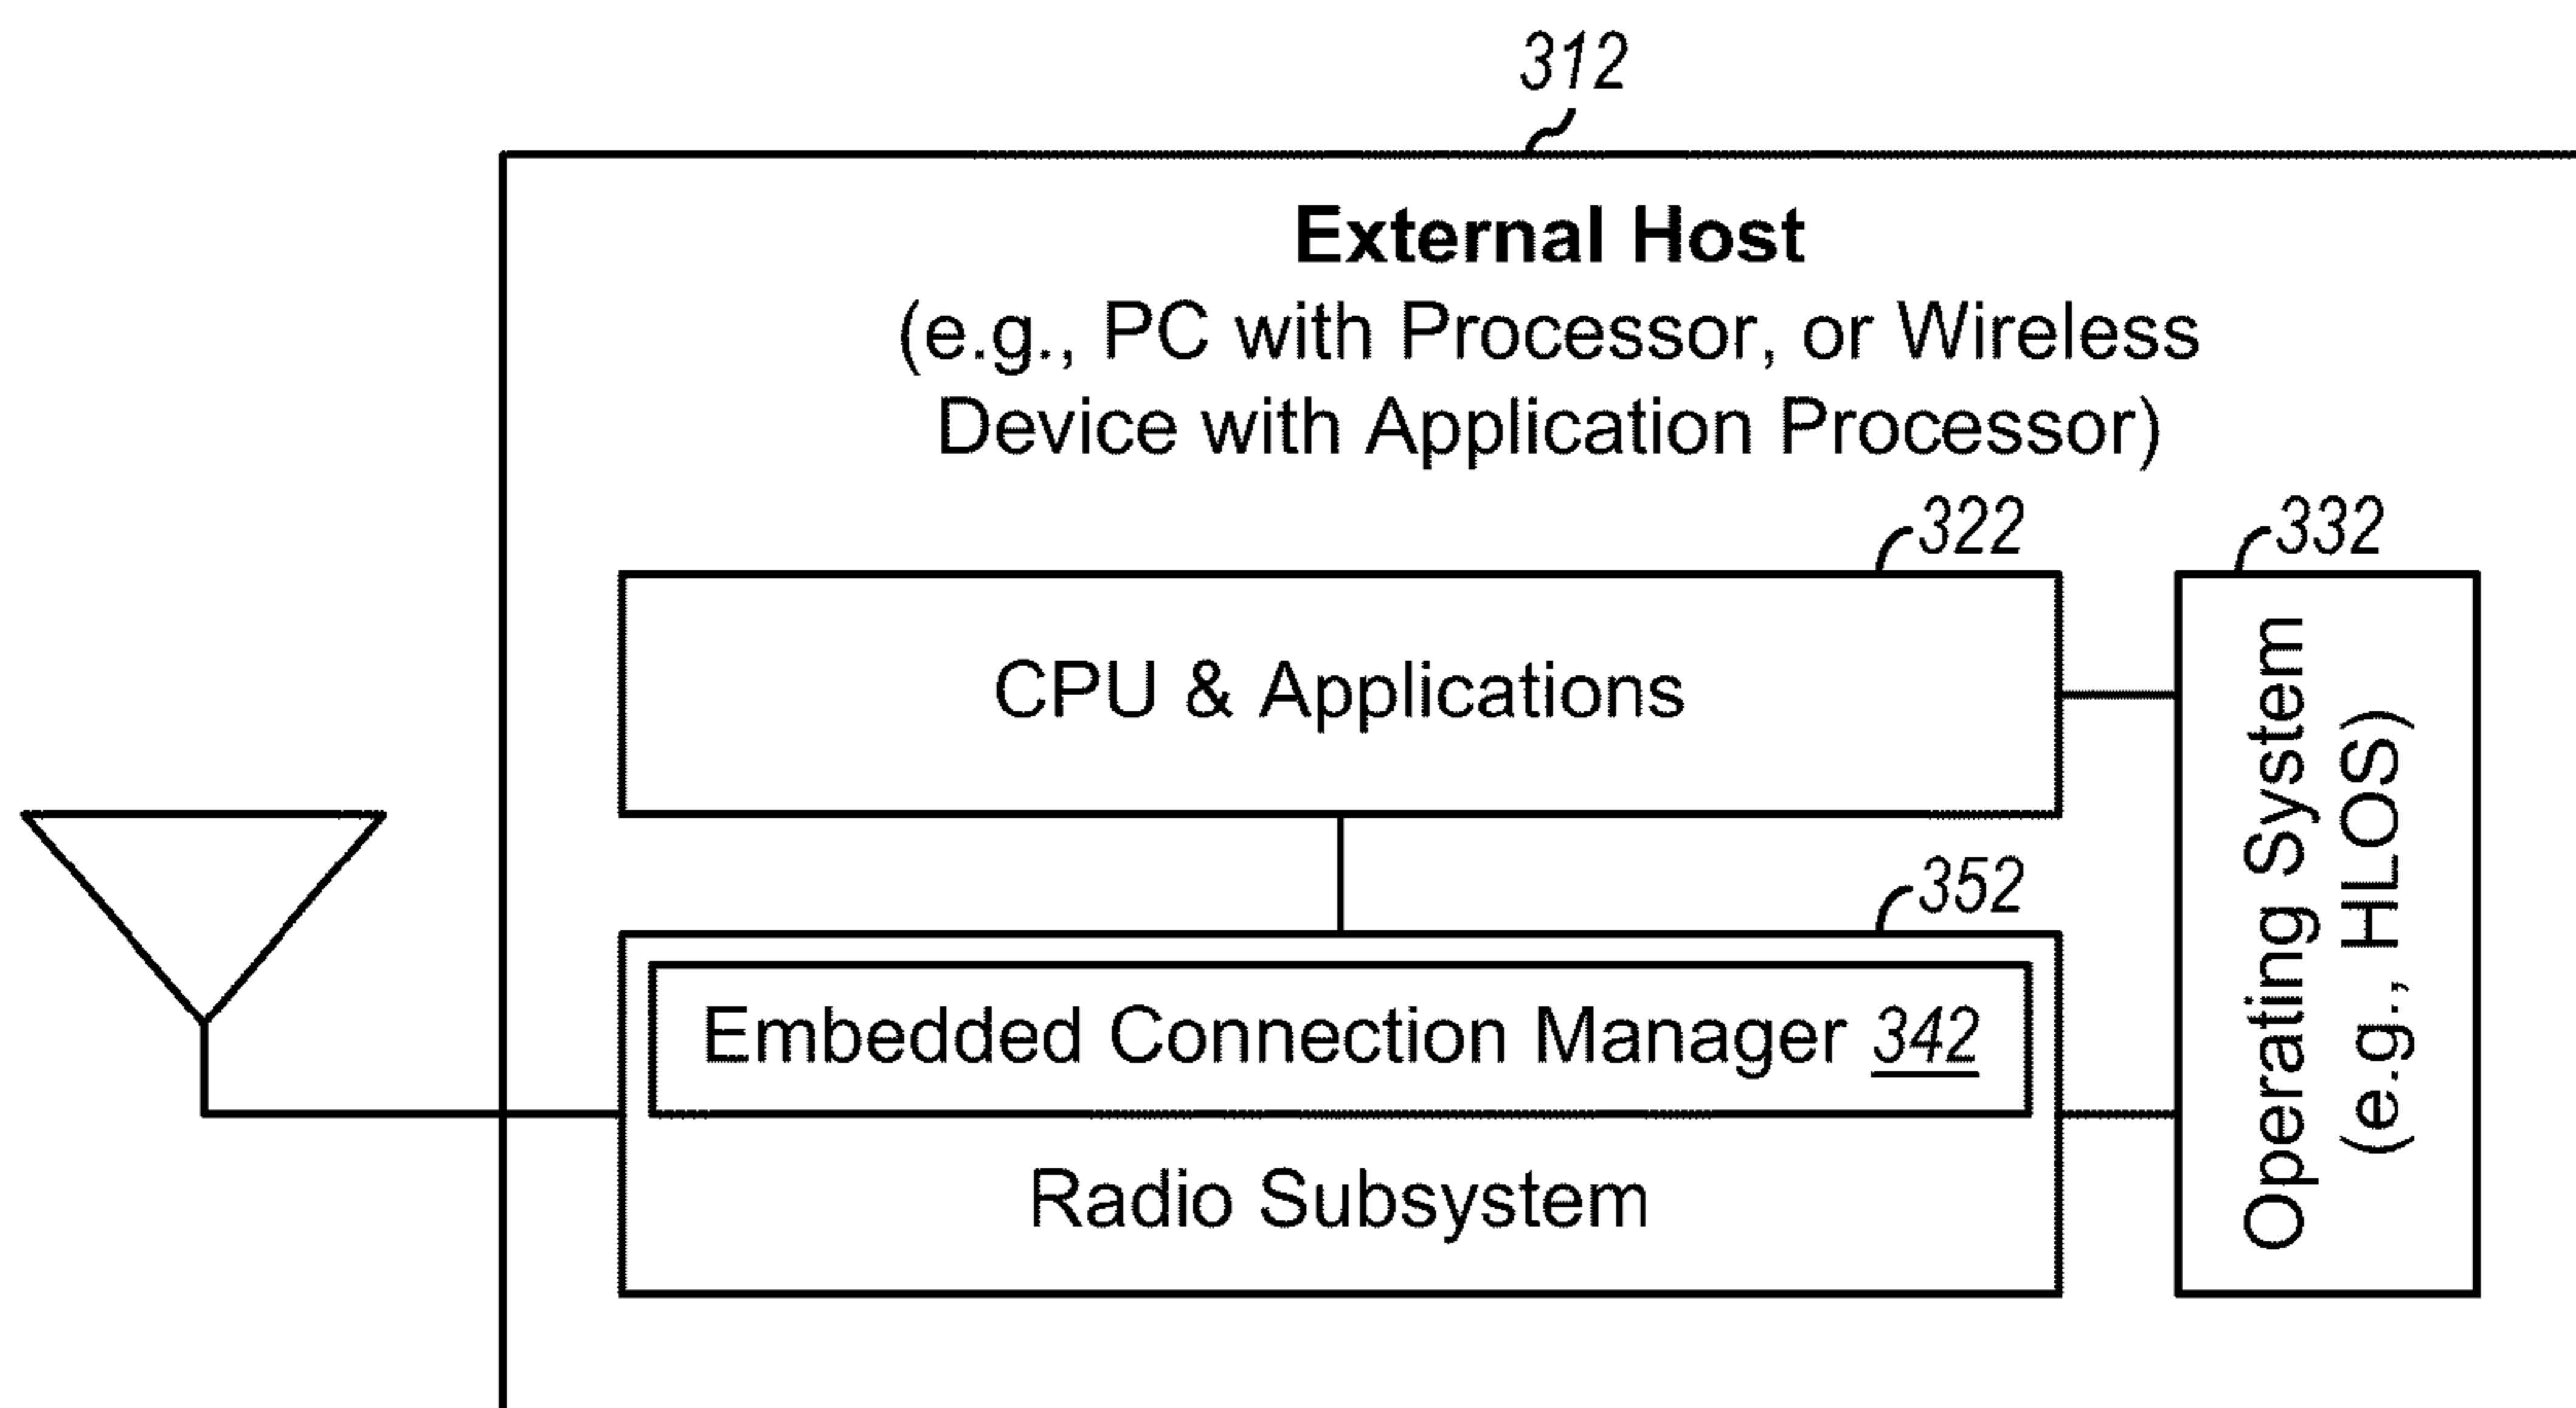 312
External Host
(e.g., PC with Processor, or Wireless
Device with Application Processor)
322
332
CPU & Applications
Operating System
(e.g., HLOS)
352
Embedded Connection Manager 342
Radio Subsystem